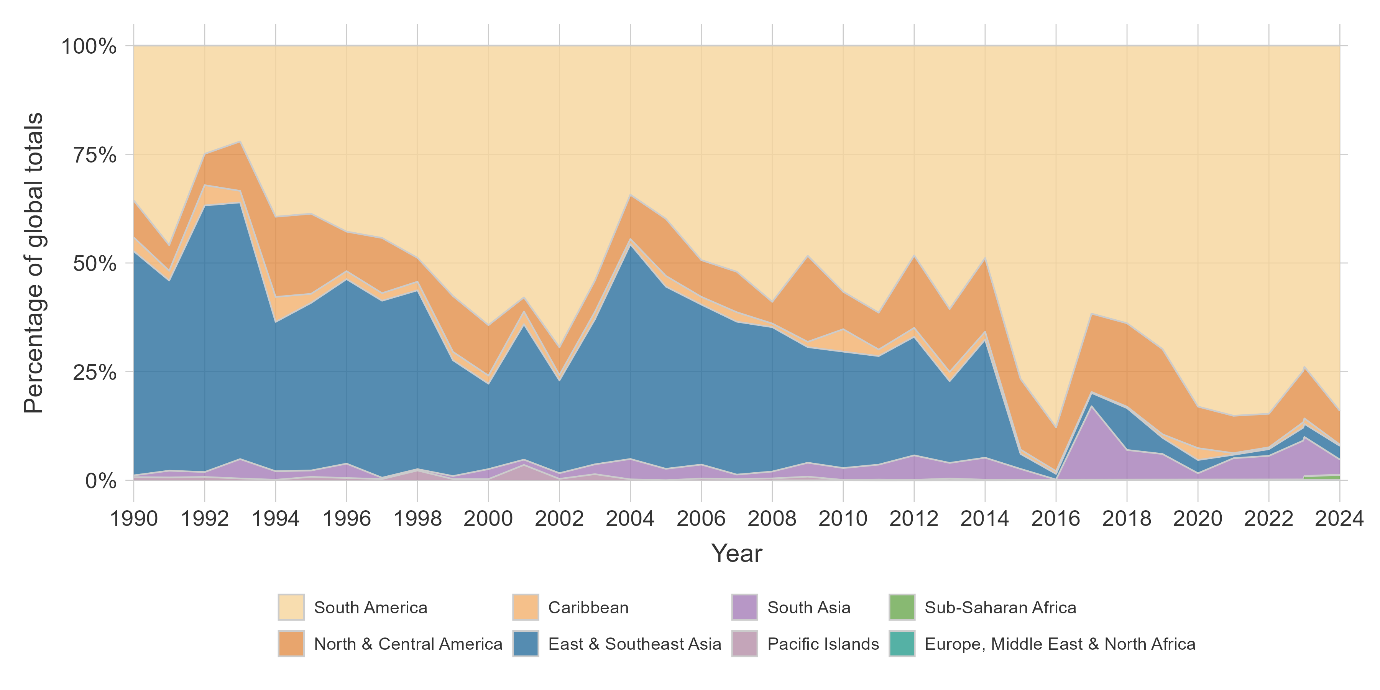 100%
75%
50%
25%
0%
Percentage of global totals
1990 1992 1994 1996 1998 2000 2002 2004 2006 2008 2010 2012 2014 2016 2018 2020 2022 2024
Year
South America Caribbean South Asia Sub-Saharan Africa
North & Central America East & Southeast Asia Pacific Islands Europe, Middle East & North Africa